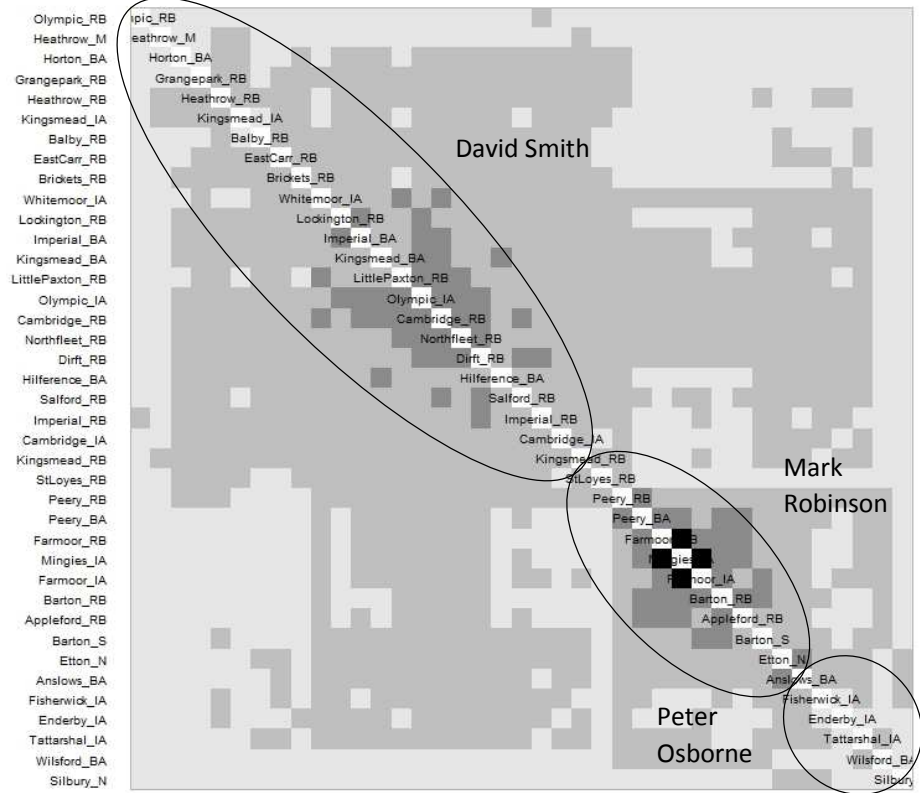 Olympic_RB
Heathrow_M
Horton_BA
Grangepark_RB
Heathrow_RB
Kingsmead_IA
Balby_RB
EastCarr_RB
Brickets_RB
Whitemoor_IA
Lockington_RB
Imperial_BA
Kingsmead_BA
LittlePaxton_RB
Olympic_IA
Cambridge_RB
Northfleet_RB
Dirft_RB
Hilference_BA
Salford_RB
Imperial_RB
Cambridge_IA
Kingsmead_RB
StLoyes_RB
Peery_RB
Peery_BA
Farmoor_RB
Mingies_IA
Farmoor_IA
Barton_RB
Appleford_RB
Barton_S
Etton_N
Anslows_BA
Fisherwick_IA
Enderby_IA
Tattarshal_IA
Wilsford_BA
Silbury_N
mpic_RB
eathrow_M
Horton_BA
Grangepark_RB
Heathrow_RB
Kingsmead_IA
Balby_RB
EastCarr_RB
Brickets_RB
Whitemoor_IA
Lockington_RB
Imperial_BA
Kingsmead_BA
LittlePaxton_RB
Olympic_IA
Cambridge_RB
Northfleet_RB
Dirft_RB
Hilference_BA
Salford_RB
Imperial_RB
Cambridge_IA
Kingsmead_RB
StLoyes_RB
Peery_RB
Peery_BA
Barton_RB
Appleford_RB
Barton_S
Etton_N
Anslows_BA
Fisherwick_IA
Enderby_IA
Tattarshal_IA
Wilsford_BA
Silbury
David Smith
Mark
Robinson
Peter
Osborne